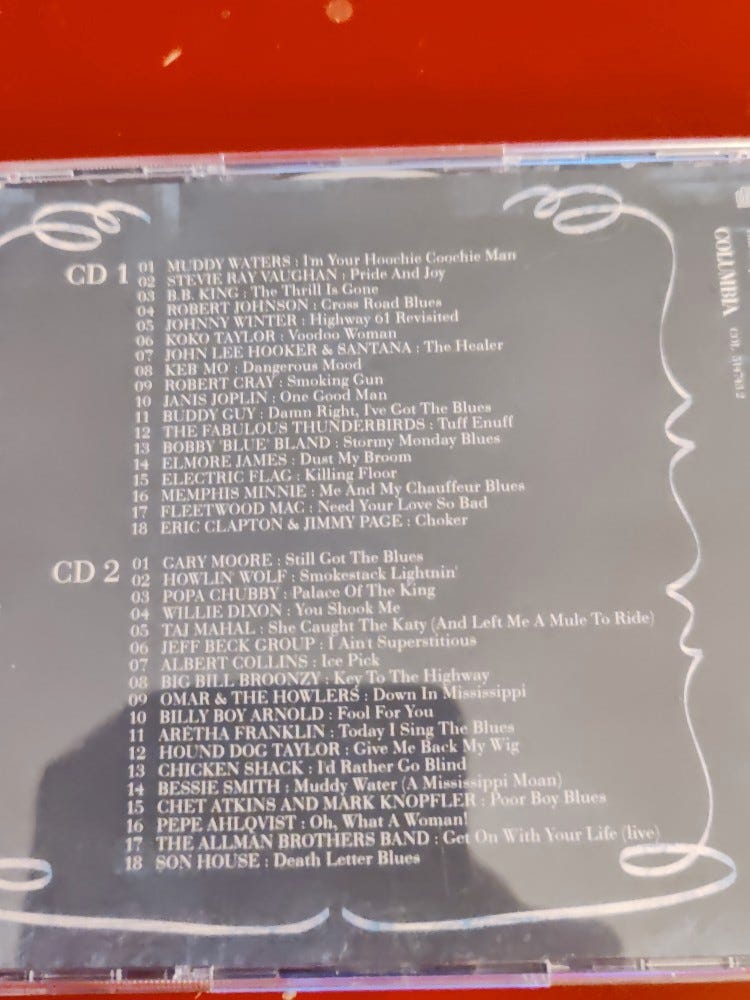 CD 1
01 MUDDY WATERS : I'm Your Hoochie Coochie Man
02 STEVIE RAY VAUGHAN : Pride And Joy
03 B.B. KING : The Thrill Is Gone
04 ROBERT JOHNSON : Cross Road Blues
05 JOHNNY WINTER : Highway 61 Revisited
06 KOKO TAYLOR : Voodoo Woman
07 JOHN LEE HOOKER & SANTANA : The Healer
08 KEB' MO' : Dangerous Mood
09 ROBERT CRAY : Smoking Gun
10 JANIS JOPLIN : One Good Man
11 BUDDY GUY : Damn Right, I've Got The Blues
12 THE FABULOUS THUNDERBIRDS : Tuff Enuff
13 BOBBY 'BLUE' BLAND : Stormy Monday Blues
14 ELMORE JAMES : Dust My Broom
15 ELECTRIC FLAG : Killing Floor
16 MEMPHIS MINNIE : Me And My Chauffeur Blues
17 FLEETWOOD MAC : Need Your Love So Bad
18 ERIC CLAPTON & JIMMY PAGE : Choker
CD 2
01 GARY MOORE : Still Got The Blues
02 HOWLIN' WOLF : Smokestack Lightnin'
03 POPA CHUBBY : Palace Of The King
04 WILLIE DIXON : You Shook Me
05 TAJ MAHAL : She Caught The Katy (And Left Me A Mule To Ride)
06 JEFF BECK GROUP : I Ain't Superstitious
07 ALBERT COLLINS : Ice Pick
08 BIG BILL BROONZY : Key To The Highway
09 OMAR & THE HOWLERS : Down In Mississippi
10 BILLY BOY ARNOLD : Fool For You
11 ARETHA FRANKLIN : Today I Sing The Blues
12 HOUND DOG TAYLOR : Give Me Back My Wig
13 CHICKEN SHACK : I'd Rather Go Blind
14 BESSIE SMITH : Muddy Water (A Mississippi Moan)
15 CHET ATKINS AND MARK KNOPFLER : Poor Boy Blues
16 PEPE AHLQVIST : Oh, What A Woman!
17 THE ALLMAN BROTHERS BAND : Get On With Your Life (live)
18 SON HOUSE : Death Letter Blues
COLUMBIA COL